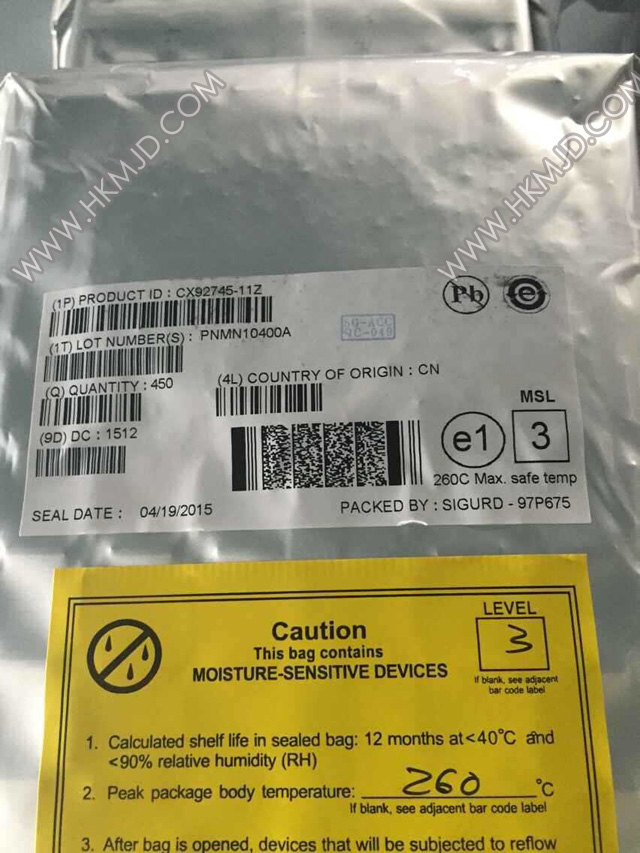 WWW.HKMJD.COM
WWW.HKMJD.COM
(1P) PRODUCT ID : CX92745-11Z
Pb e
(1T) LOT NUMBER(S) : PNMN10400A
(Q) QUANTITY : 450
(4L) COUNTRY OF ORIGIN : CN
MSL
(9D) DC : 1512
e1 3
260C Max. safe temp
SEAL DATE : 04/19/2015
PACKED BY : SIGURD - 97P675
LEVEL
3
If blank, see adjacent
bar code label
Caution
This bag contains
MOISTURE-SENSITIVE DEVICES
1. Calculated shelf life in sealed bag: 12 months at<40°C and
<90% relative humidity (RH)
2. Peak package body temperature: 260 °C
If blank, see adjacent bar code label
3. After bag is opened, devices that will be subjected to reflow